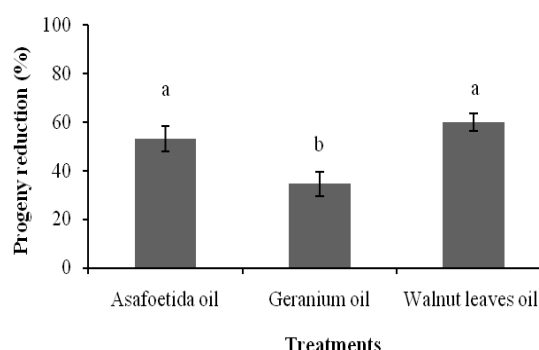 Progeny reduction (%)
100
80
60
40
20
0
a
b
a
Asafoetida oil
Geranium oil
Walnut leaves oil
Treatments